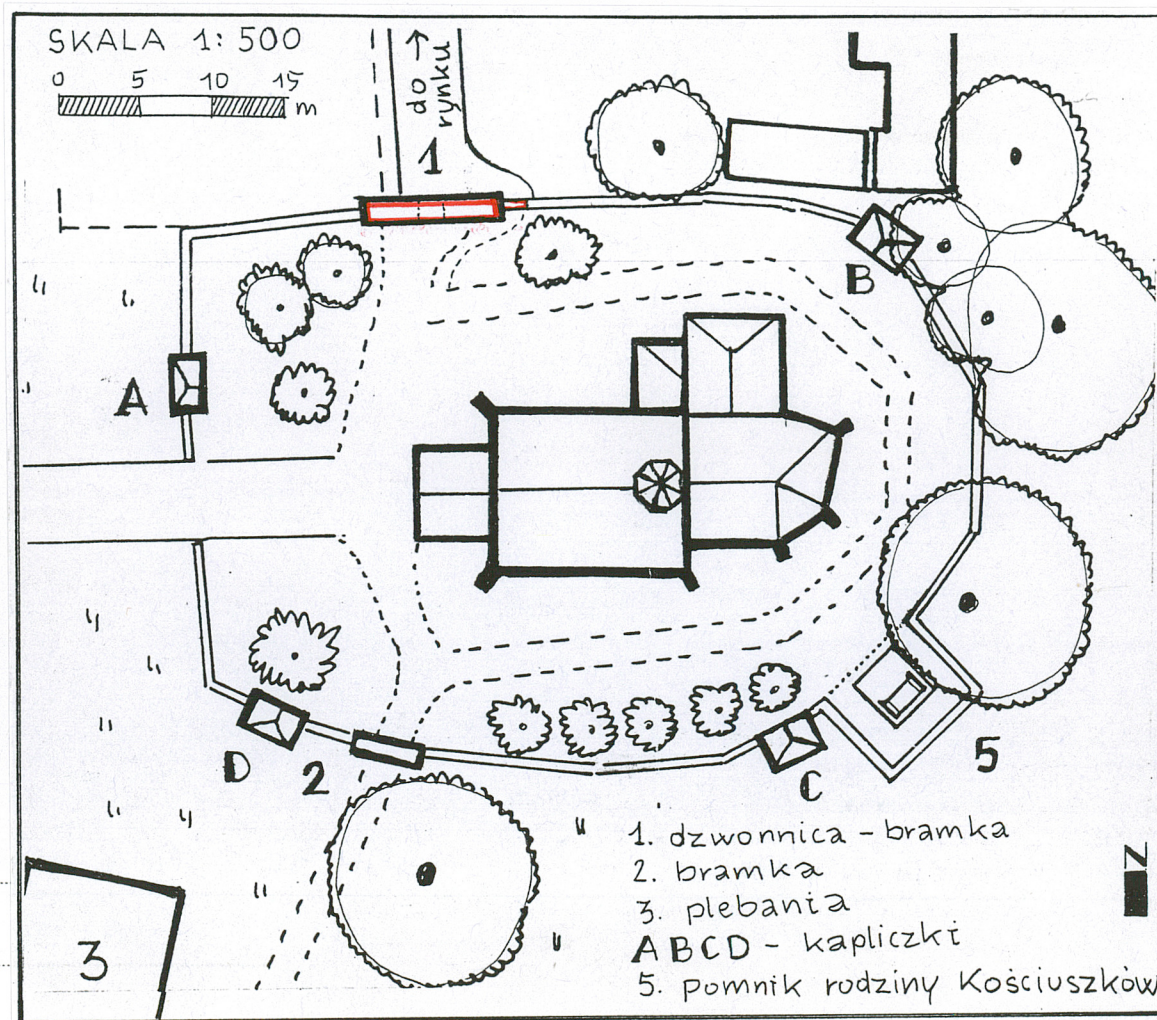 SKALA 1:500
0 5 10 15 m
do → rynku
1
B
A
D
2
C
5
3
1. dzwonnica - bramka
2. bramka
3. plebania
A B C D - kapliczki
5. pomnik rodziny Kościuszków
N